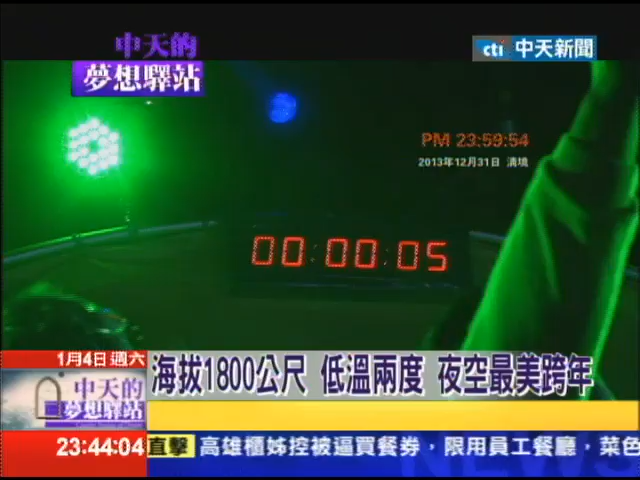 中天的
夢想驛站
cti 中天新聞
PM 23:59:54
2013年12月31日 清境
00:00:05
1月4日 週六
海拔1800公尺 低溫兩度 夜空最美跨年
中天的
夢想驛站
23:44:04
直擊 高雄櫃姊控被逼買餐券，限用員工餐廳，菜色
NEWS